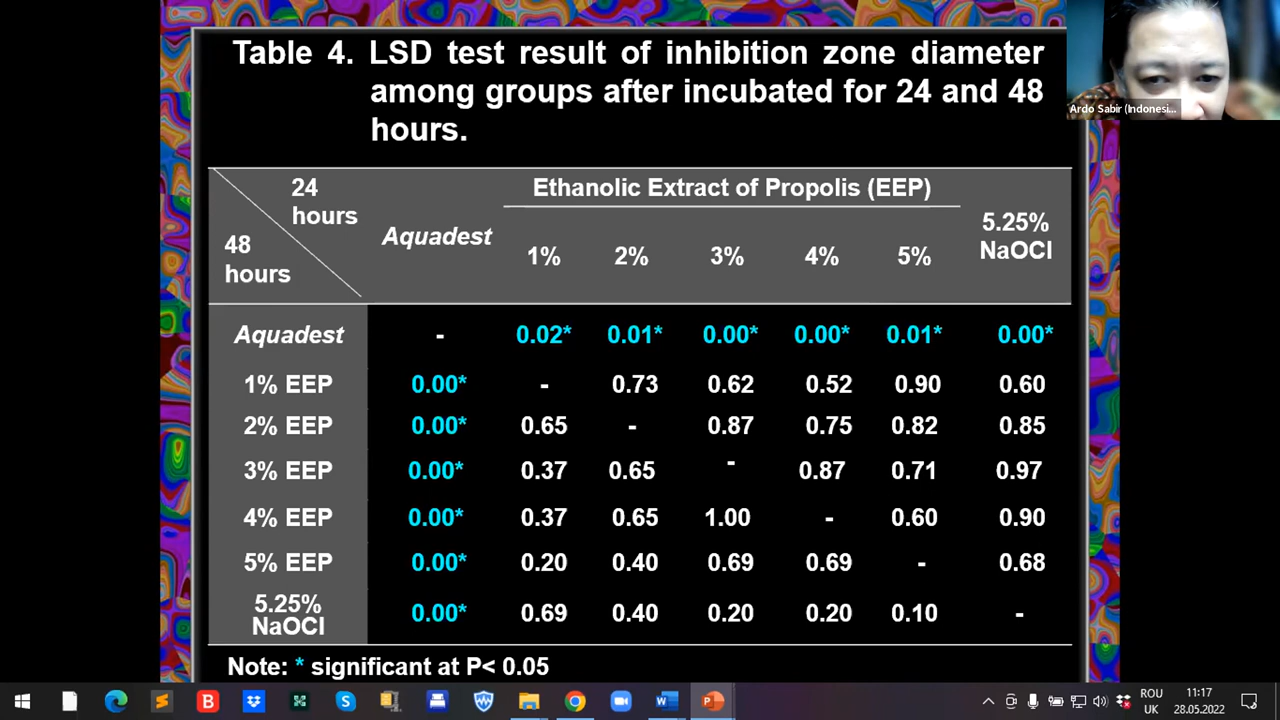 Table 4. LSD test result of inhibition zone diameter
among groups after incubated for 24 and 48
hours.
Ardo Sabir (Indonesi...
24
hours
48
hours
Aquadest
Ethanolic Extract of Propolis (EEP)
1% 2% 3% 4% 5%
5.25%
NaOCl
Aquadest - 0.02* 0.01* 0.00* 0.00* 0.01* 0.00*
1% EEP 0.00* - 0.73 0.62 0.52 0.90 0.60
2% EEP 0.00* 0.65 - 0.87 0.75 0.82 0.85
3% EEP 0.00* 0.37 0.65 - 0.87 0.71 0.97
4% EEP 0.00* 0.37 0.65 1.00 - 0.60 0.90
5% EEP 0.00* 0.20 0.40 0.69 0.69 - 0.68
5.25%
NaOCl 0.00* 0.69 0.40 0.20 0.20 0.10 -
Note: * significant at P< 0.05
ROU
UK
11:17
28.05.2022